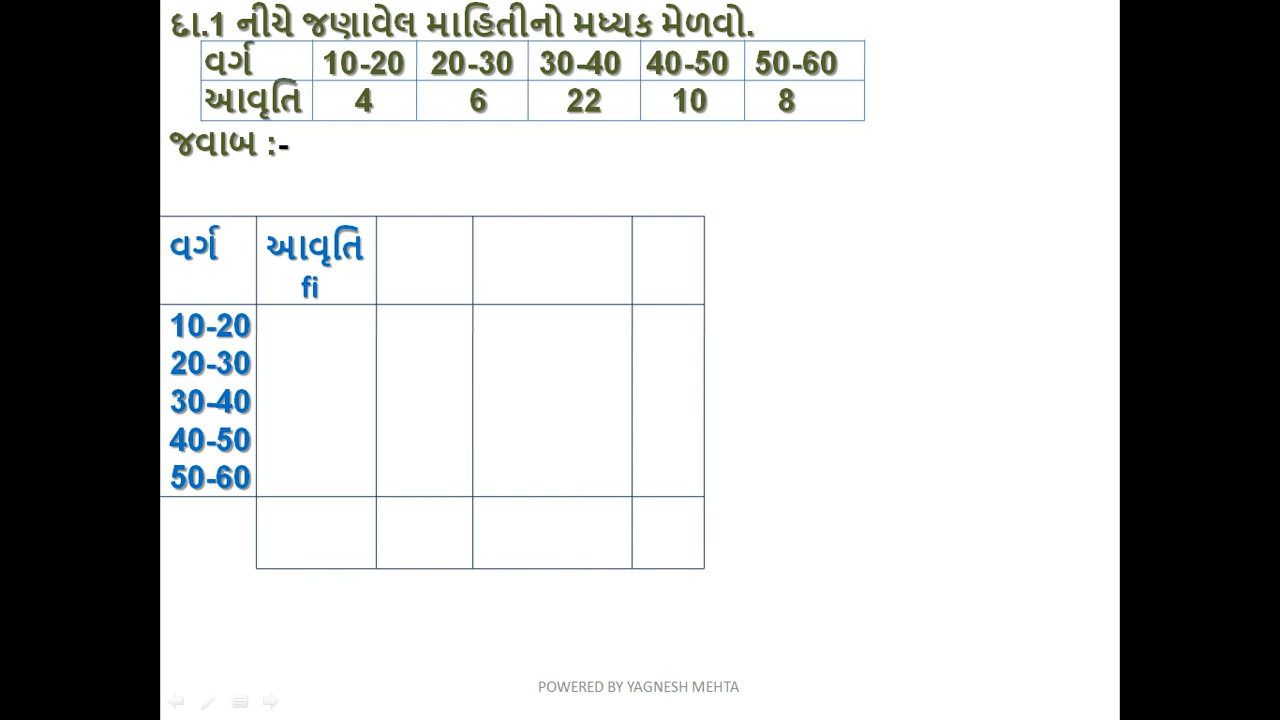 દા.1 નીચે જણાવેલ માહિતીનો મધ્યક મેળવો.
વર્ગ 10-20 20-30 30-40 40-50 50-60
આવૃતિ 4 6 22 10 8
જવાબ :-
વર્ગ આવૃતિ
fi
10-20
20-30
30-40
40-50
50-60
POWERED BY YAGNESH MEHTA